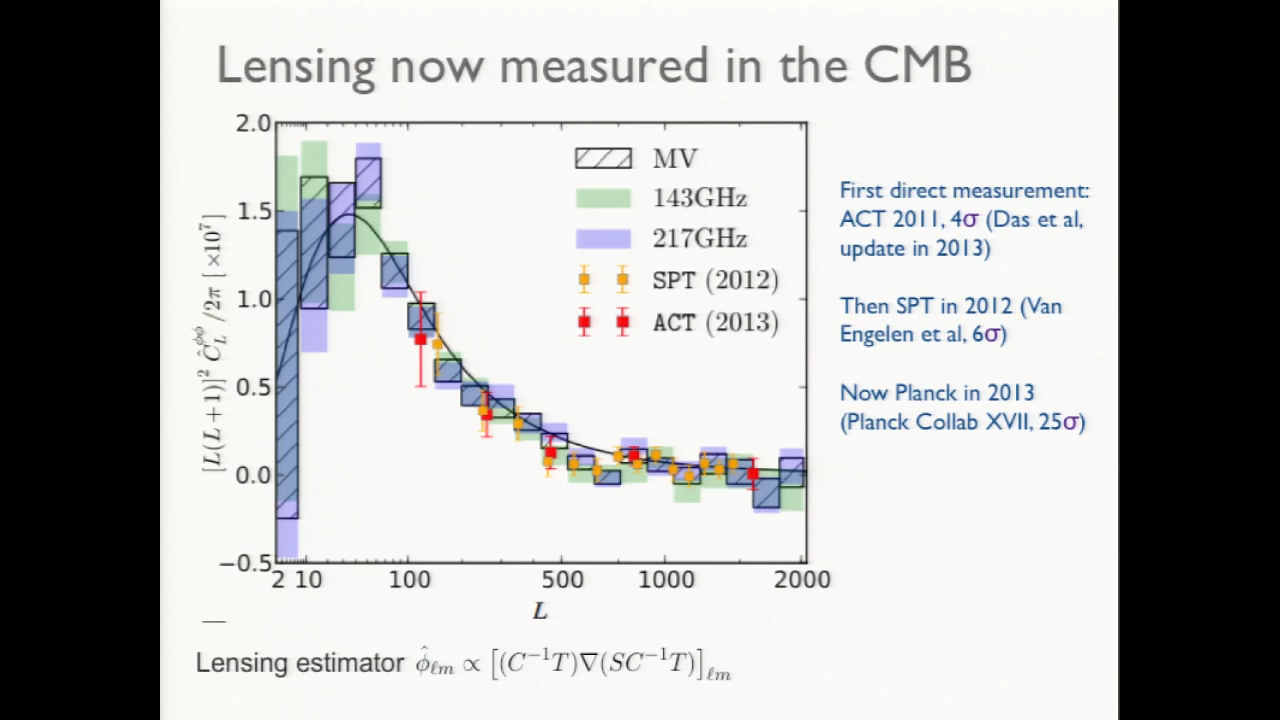 Lensing now measured in the CMB
2.0
1.5
1.0
0.5
0.0
−0.5
[L(L+1)]² Ĉ_L^ϕϕ/2π [×10⁷]
MV
143GHz
217GHz
SPT (2012)
ACT (2013)
2 10 100 500 1000 2000
L
First direct measurement:
ACT 2011, 4σ (Das et al,
update in 2013)
Then SPT in 2012 (Van
Engelen et al, 6σ)
Now Planck in 2013
(Planck Collab XVII, 25σ)
Lensing estimator ϕ̂_ℓm ∝ [(C⁻¹T)∇(SC⁻¹T)]_ℓm